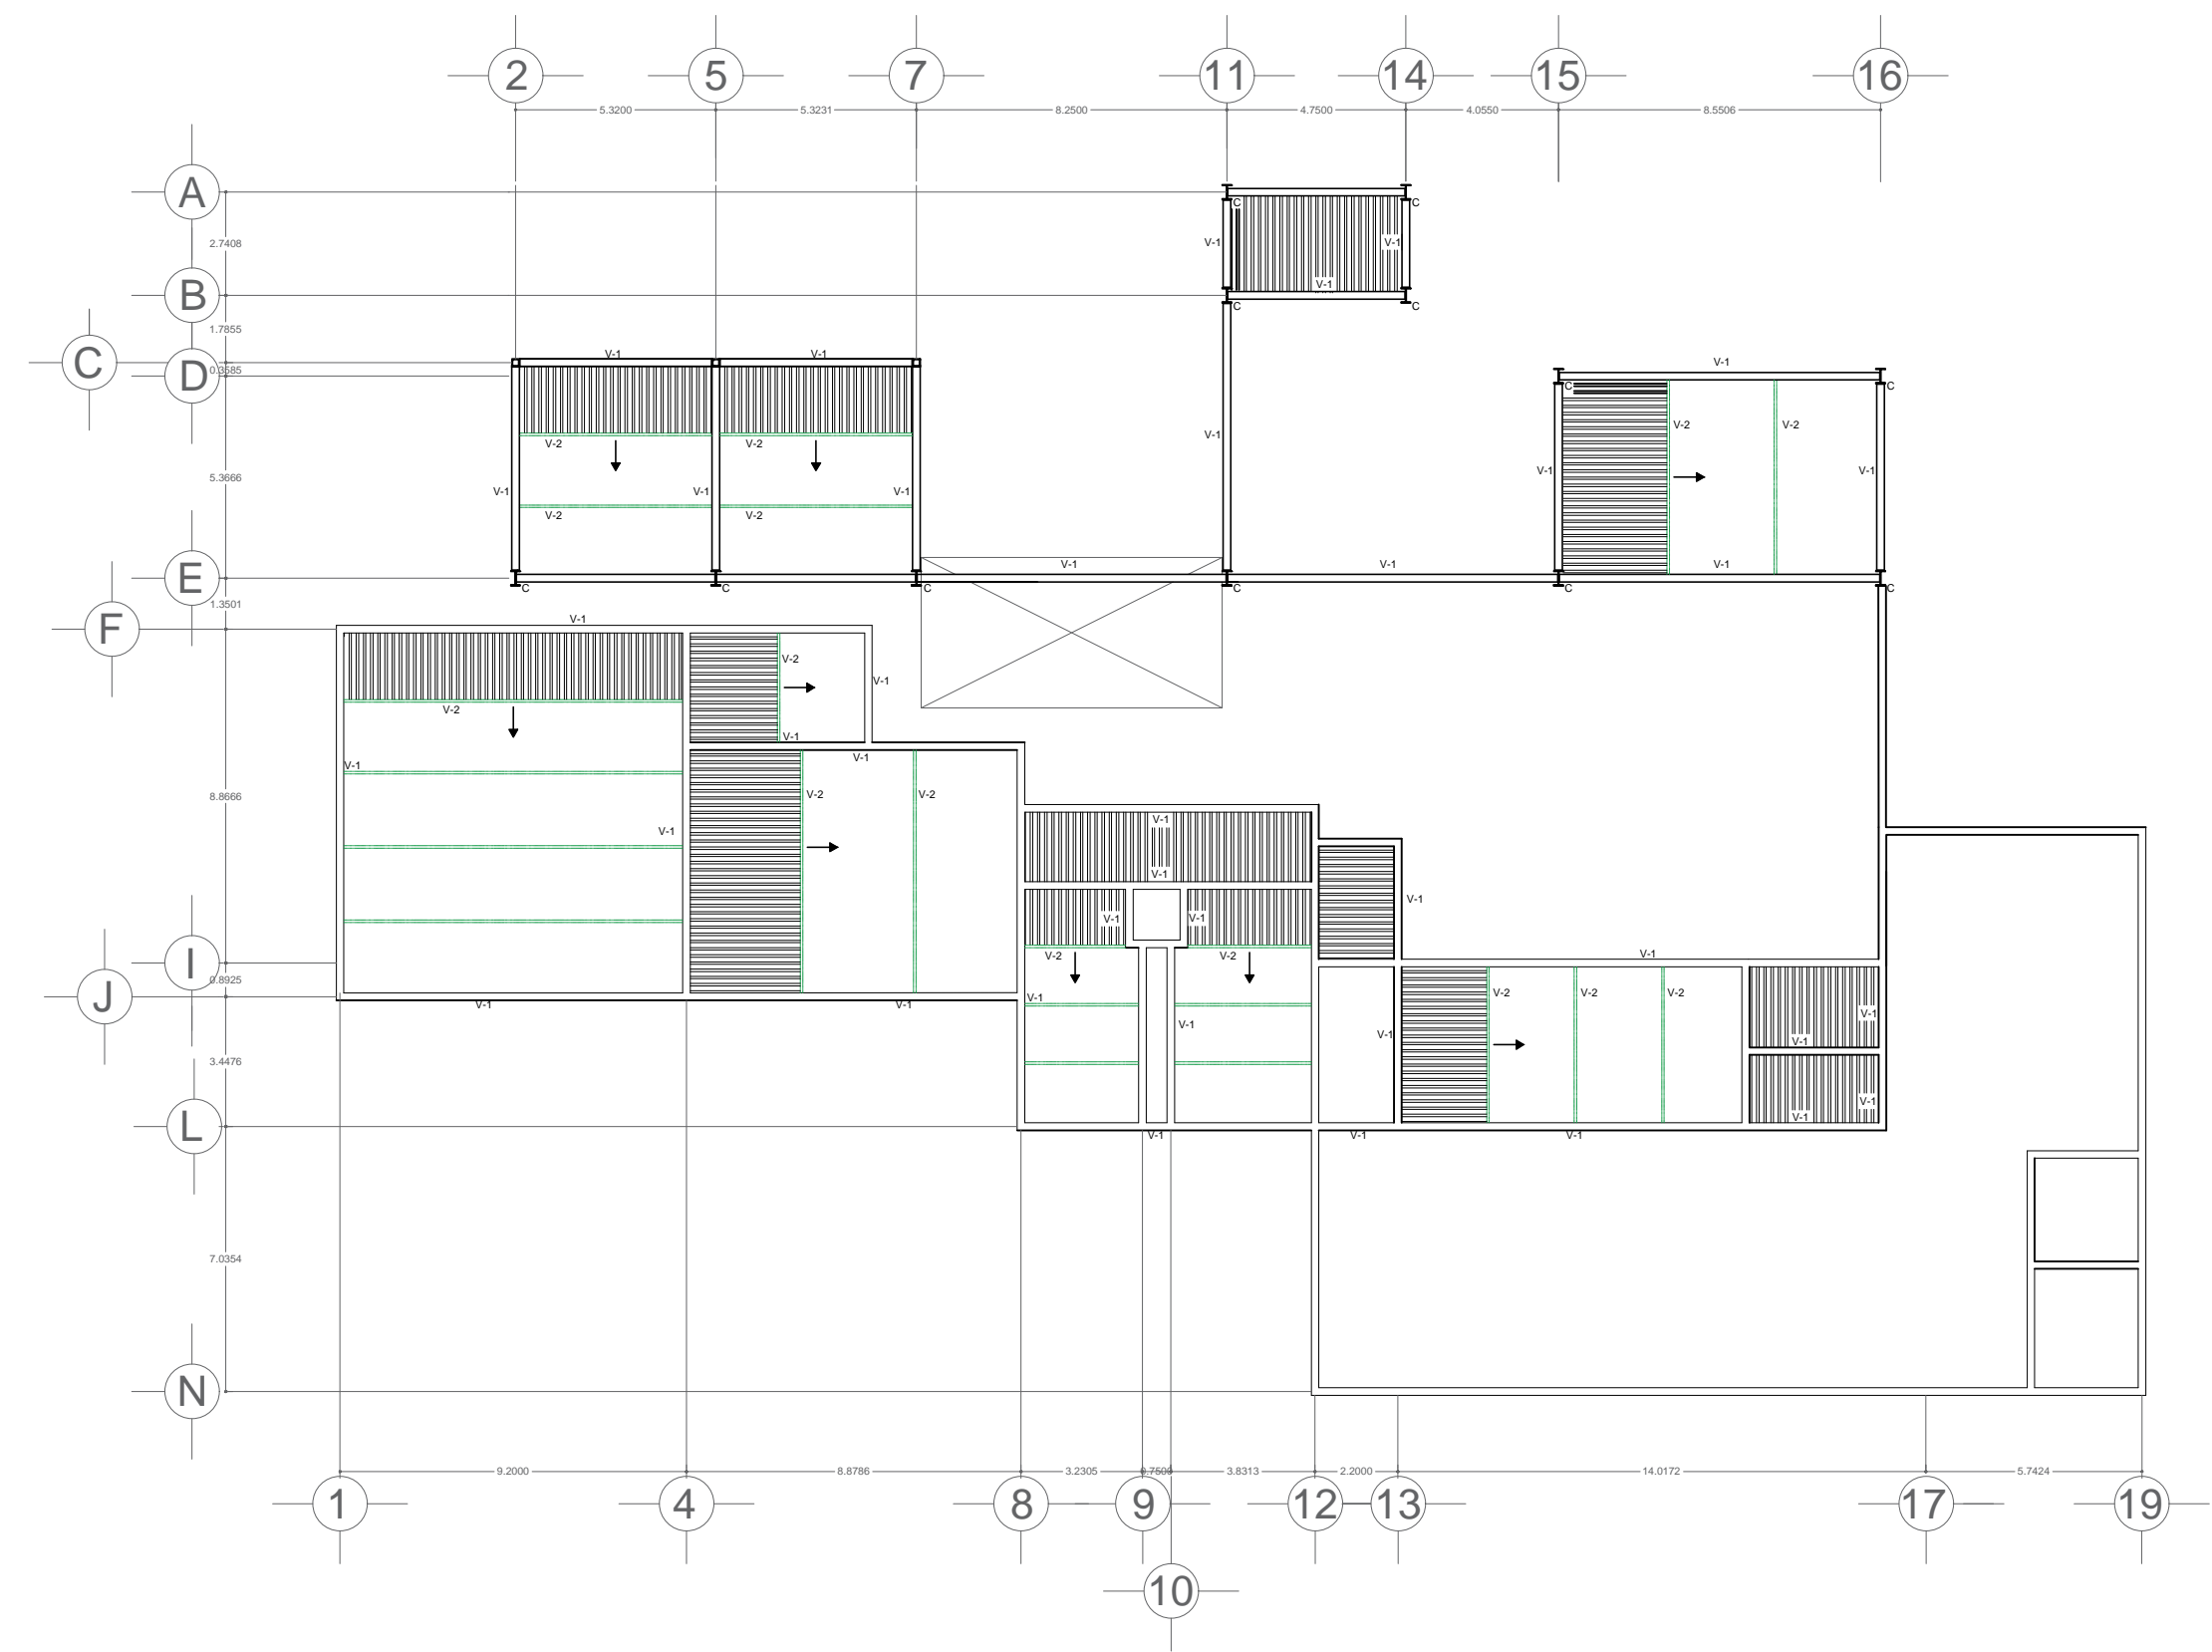 2 5 7 11 14 15 16
5.3200 5.3231 8.2500 4.7500 4.0550 8.5506
A
C C
2.7408 V-1 V-1
V-1
B
C C
1.7855
V-1 V-1 V-1
C D
0.3585
C C
V-2 V-2
V-1
V-2 V-2
5.3666 V-1 V-1
V-1 V-1 V-1
V-2 V-2
V-1 V-1 V-1
E
C C C C C C
1.3501
V-1
F
V-2
V-1
V-2
V-1
V-1
V-1
8.8666 V-2 V-2
V-1
V-1
V-1
V-1
V-1 V-1
V-1
V-2
I
0.8925
J
V-2 V-2 V-2
V-1
V-1 V-1
V-1
V-1
V-1
V-1
3.4476
V-1
V-1
L
V-1 V-1 V-1
7.0354
N
9.2000 8.8786 3.2305 0.7500 3.8313 2.2000 14.0172 5.7424
1 4 8 9 12 13 17 19
10